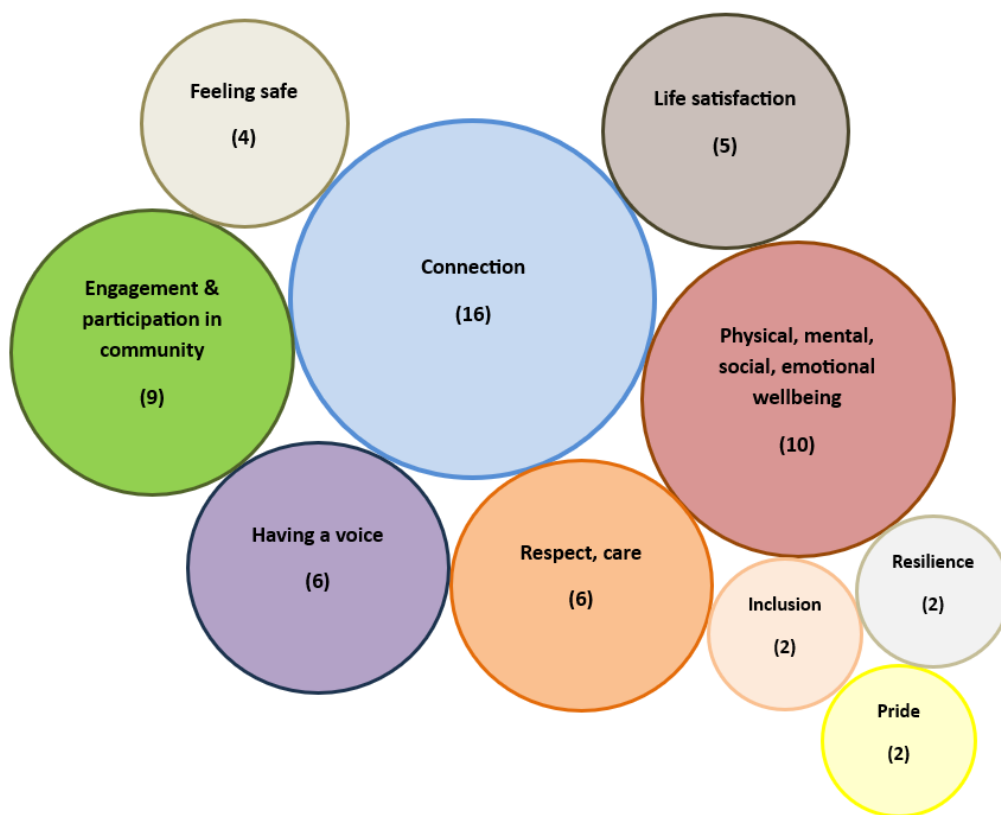 Feeling safe
(4)
Life satisfaction
(5)
Connection
(16)
Engagement &
participation in
community
(9)
Physical, mental,
social, emotional
wellbeing
(10)
Having a voice
(6)
Respect, care
(6)
Inclusion
(2)
Resilience
(2)
Pride
(2)